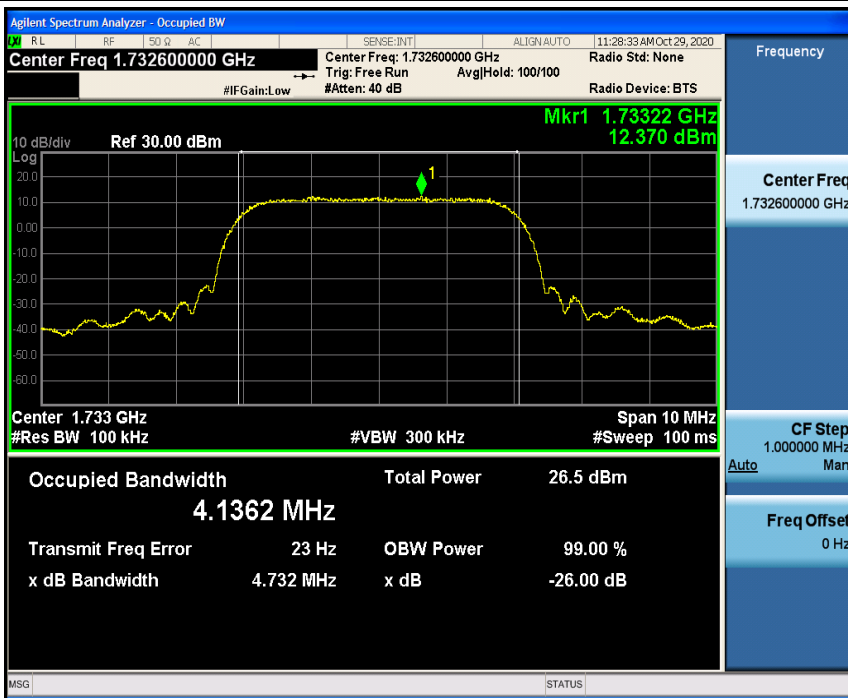 Agilent Spectrum Analyzer - Occupied BW
LXI RL RF 50 Ω AC SENSE:INT ALIGN AUTO 11:28:33 AM Oct 29, 2020
Center Freq 1.732600000 GHz
Center Freq: 1.732600000 GHz
Radio Std: None
Trig: Free Run Avg|Hold: 100/100
#IFGain:Low #Atten: 40 dB Radio Device: BTS
Frequency
Mkr1 1.73322 GHz
12.370 dBm
10 dB/div Ref 30.00 dBm
Log
20.0
10.0
0.00
-10.0
-20.0
-30.0
-40.0
-50.0
-60.0
1
Center 1.733 GHz Span 10 MHz
#Res BW 100 kHz #VBW 300 kHz #Sweep 100 ms
Occupied Bandwidth Total Power 26.5 dBm
4.1362 MHz
Transmit Freq Error 23 Hz OBW Power 99.00 %
x dB Bandwidth 4.732 MHz x dB -26.00 dB
Center Freq
1.732600000 GHz
CF Step
1.000000 MHz
Auto Man
Freq Offset
0 Hz
MSG STATUS